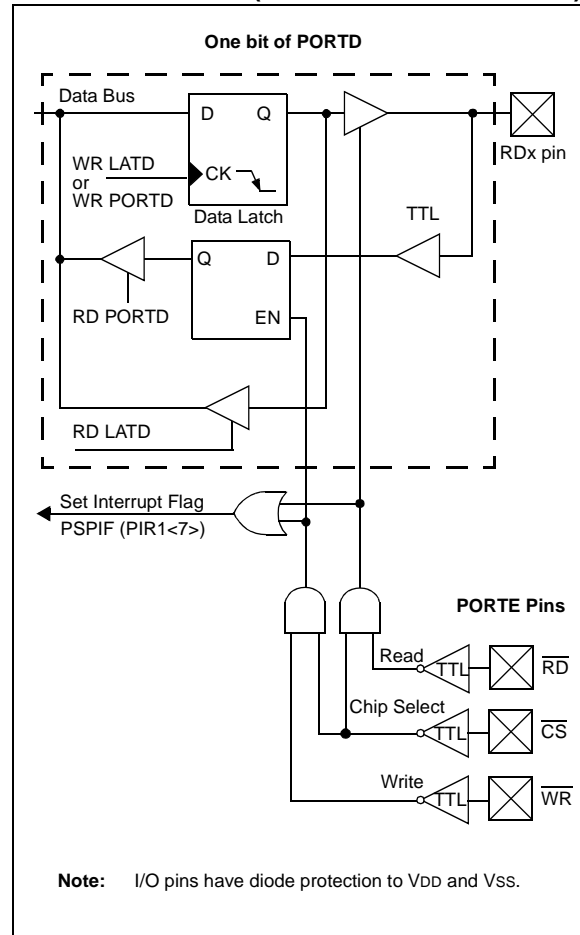 One bit of PORTD
Data Bus
D Q
RDx pin
WR LATD
or
WR PORTD
CK
Data Latch
TTL
Q D
EN
RD PORTD
RD LATD
Set Interrupt Flag
PSPIF (PIR1<7>)
PORTE Pins
Read
TTL
RD
Chip Select
TTL
CS
Write
TTL
WR
Note: I/O pins have diode protection to VDD and VSS.